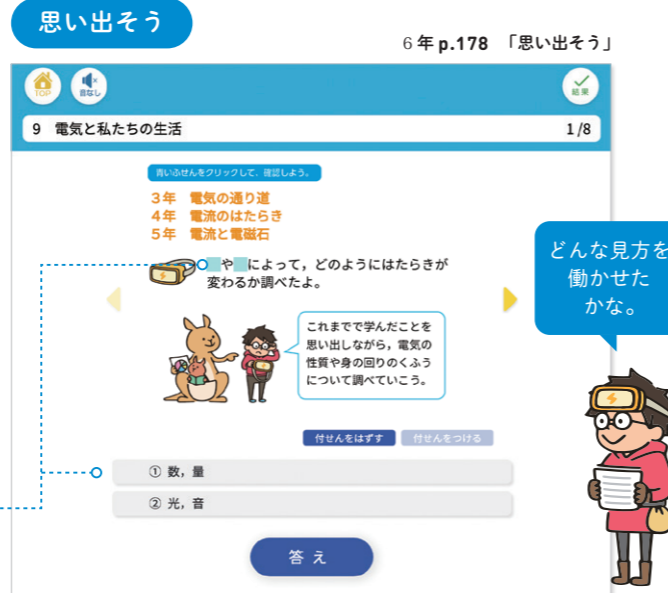 思い出そう
6年 p.178 「思い出そう」
TOP
音なし
結果
9 電気と私たちの生活
1/8
青いふせんをクリックして、確認しよう。
3年 電気の通り道
4年 電流のはたらき
5年 電流と電磁石
や によって，どのようにはたらきが
変わるか調べたよ。
どんな見方を
働かせた
かな。
これまでで学んだことを
思い出しながら，電気の
性質や身の回りのくふう
について調べていこう。
付せんをはずす
付せんをつける
① 数，量
② 光，音
答え